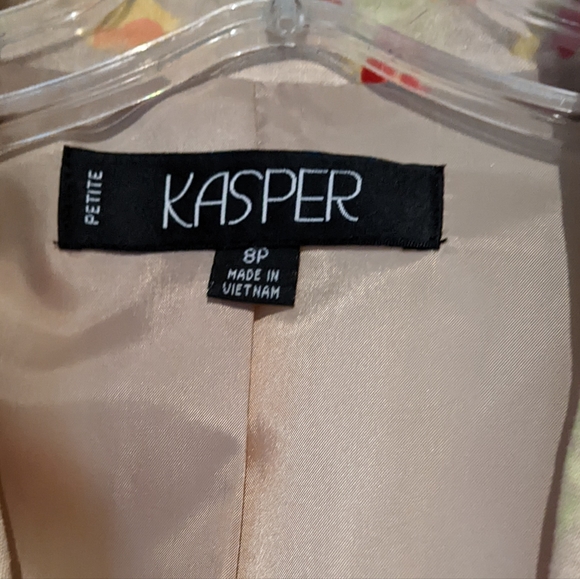 PETITE
KASPER
8P
MADE IN
VIETNAM